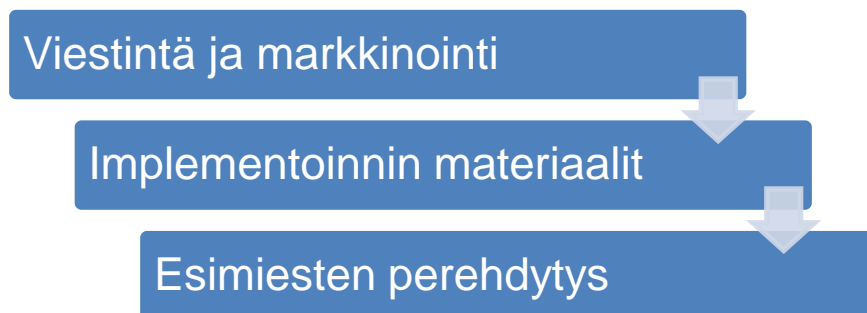 Viestintä ja markkinointi
Implementoinnin materiaalit
Esimiesten perehdytys